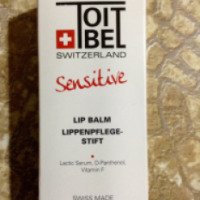 TOIT
BEL
SWITZERLAND
Sensitive
LIP BALM
LIPPENPFLEGE-
STIFT
Lacto Serum, D-Panthenol,
Vitamin F
SWISS MADE